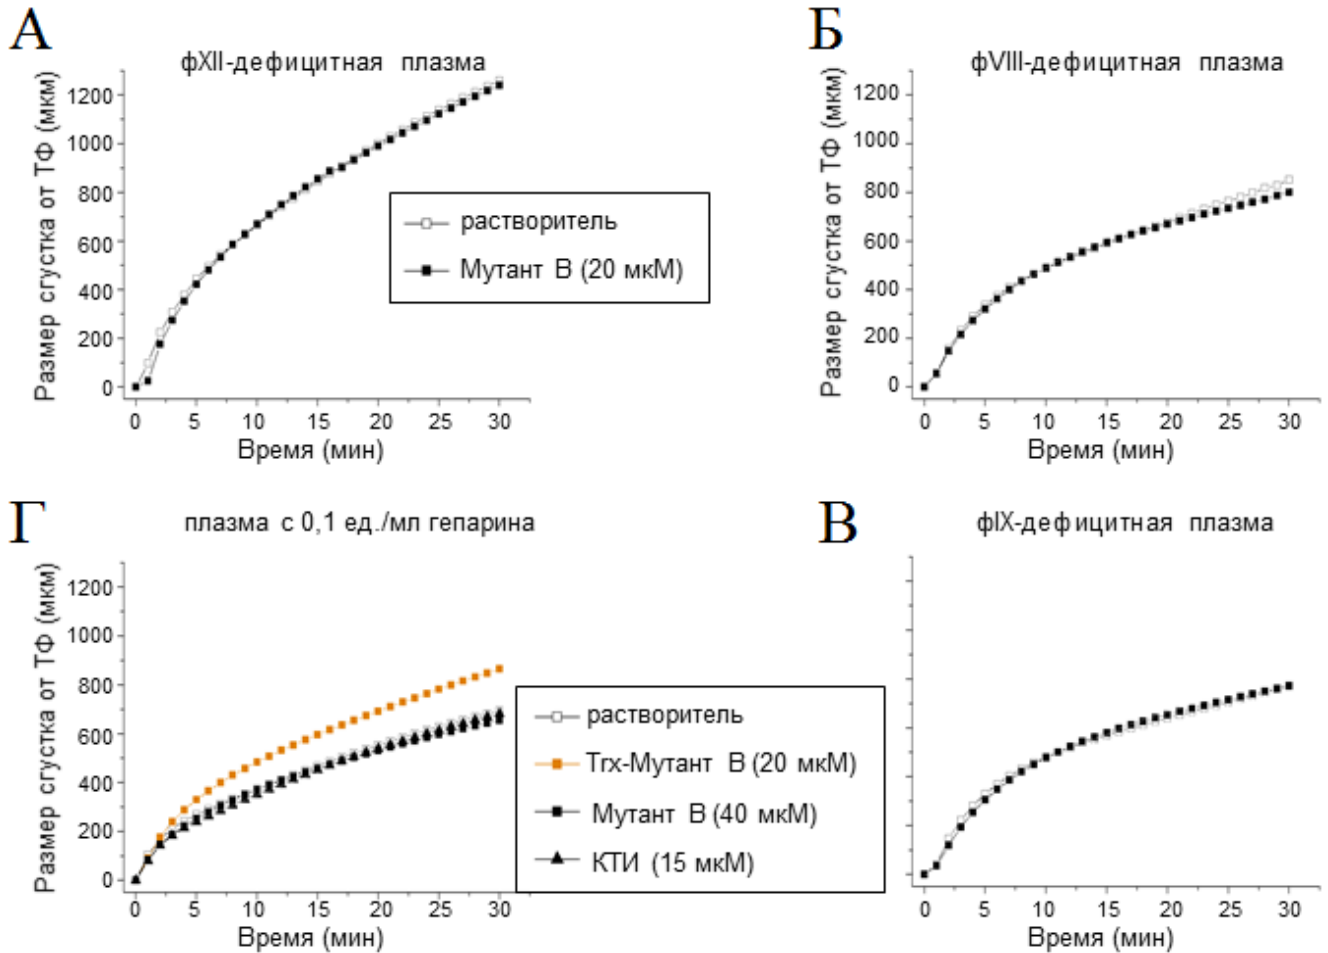 А
фXII-дефицитная плазма
Размер сгустка от ТФ (мкм)
1200
1000
800
600
400
200
0
растворитель
Мутант В (20 мкМ)
0 5 10 15 20 25 30
Время (мин)
Б
фVIII-дефицитная плазма
Размер сгустка от ТФ (мкм)
1200
1000
800
600
400
200
0
0 5 10 15 20 25 30
Время (мин)
Г
плазма с 0,1 ед./мл гепарина
Размер сгустка от ТФ (мкм)
1200
1000
800
600
400
200
0
растворитель
Trx-Мутант В (20 мкМ)
Мутант В (40 мкМ)
КТИ (15 мкМ)
0 5 10 15 20 25 30
Время (мин)
В
фIX-дефицитная плазма
0 5 10 15 20 25 30
Время (мин)